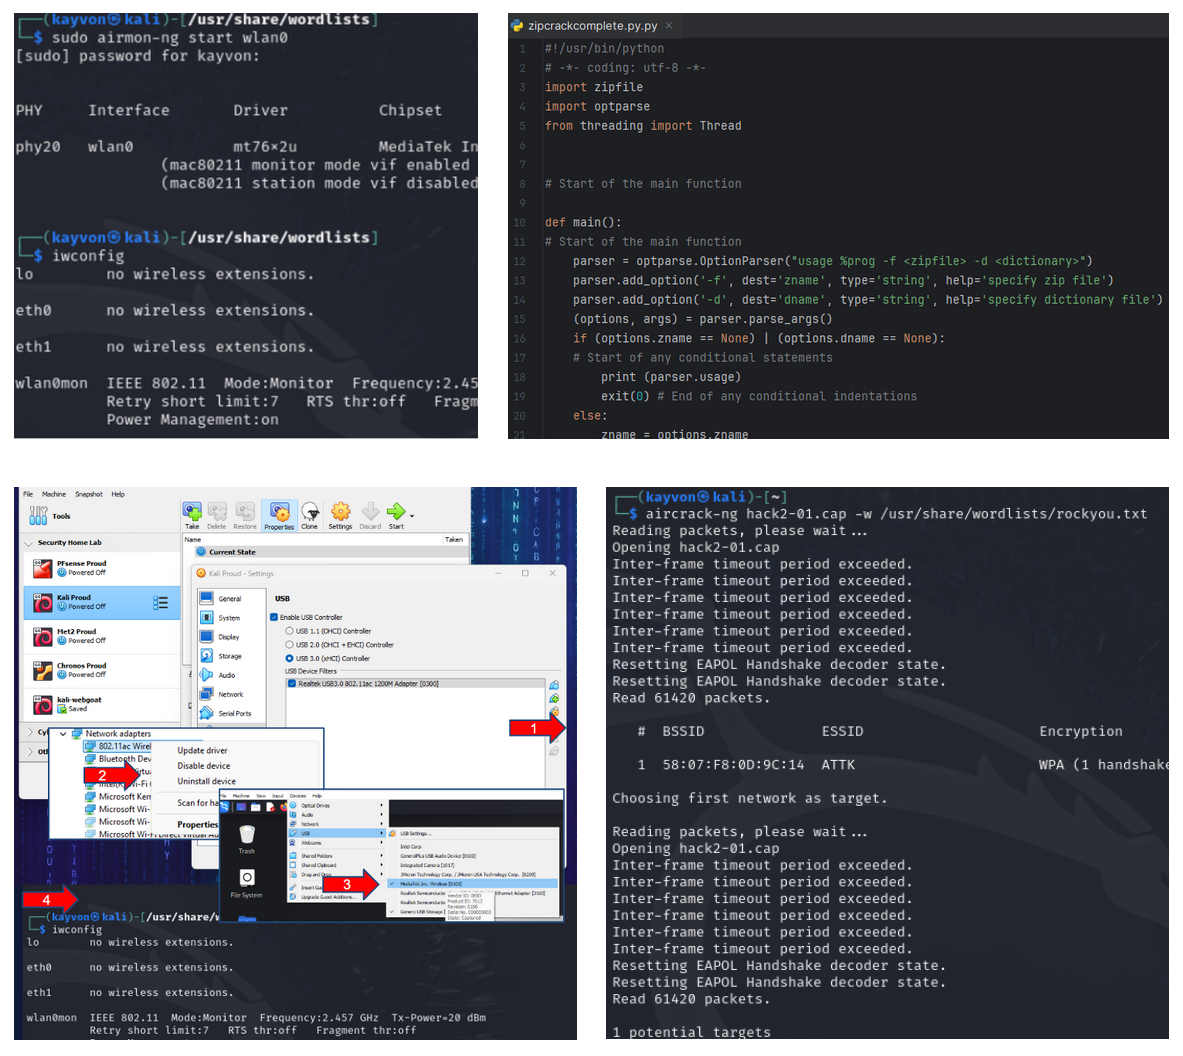 (kayvon㉿kali)-[/usr/share/wordlists]
$ sudo airmon-ng start wlan0
[sudo] password for kayvon:
PHY Interface Driver Chipset
phy20 wlan0 mt76×2u MediaTek In
(mac80211 monitor mode vif enabled
(mac80211 station mode vif disabled
(kayvon㉿kali)-[/usr/share/wordlists]
$ iwconfig
lo no wireless extensions.
eth0 no wireless extensions.
eth1 no wireless extensions.
wlan0mon IEEE 802.11 Mode:Monitor Frequency:2.45
Retry short limit:7 RTS thr:off Fragm
Power Management:on
zipcrackcomplete.py.py ×
1 #!/usr/bin/python
2 # -*- coding: utf-8 -*-
3 import zipfile
4 import optparse
5 from threading import Thread
6
7
8 # Start of the main function
9
10 def main():
11 # Start of the main function
12 parser = optparse.OptionParser("usage %prog -f <zipfile> -d <dictionary>")
13 parser.add_option('-f', dest='zname', type='string', help='specify zip file')
14 parser.add_option('-d', dest='dname', type='string', help='specify dictionary file')
15 (options, args) = parser.parse_args()
16 if (options.zname == None) | (options.dname == None):
17 # Start of any conditional statements
18 print (parser.usage)
19 exit(0) # End of any conditional indentations
20 else:
21 zname = options.zname
File Machine Snapshot Help
Tools
Take Delete Restore Properties Clone Settings Discard Start
Name Taken
Current State
Security Home Lab
PFsense Proud
Powered Off
Kali Proud
Powered Off
Met2 Proud
Powered Off
Chronos Proud
Powered Off
kali-webgoat
Saved
Kali Proud - Settings
General
System
Display
Storage
Audio
Network
Serial Ports
USB
Enable USB Controller
USB 1.1 (OHCI) Controller
USB 2.0 (OHCI + EHCI) Controller
USB 3.0 (xHCI) Controller
USB Device Filters
Realtek USB3.0 802.11ac 1200M Adapter [0300]
1
Network adapters
802.11ac Wirel
Bluetooth Dev
2
Microsoft Ker
Microsoft Wi-
Microsoft Wi-
Microsoft Wi-Fi Direct Virtual Ad
Update driver
Disable device
Uninstall device
Scan for ha
Properties
File Machine View Input Devices Help
Trash
File System
Optical Drives
Audio
Network
USB
Webcams
Shared Folders
Shared Clipboard
Drag and Drop
Insert Gu
Upgrade Guest Additions...
3
USB Settings...
Intel Corp.
GeneralPlus USB Audio Device [0100]
Integrated Camera [1017]
JMicron Technology Corp. / JMicron USA Technology Corp. [0209]
MediaTek Inc. Wireless [0100]
Realtek Semiconducto
thernet Adapter [3000]
Realtek Semiconducto
Generic USB Storage [
4
(kayvon㉿kali)-[/usr/share/w
$ iwconfig
lo no wireless extensions.
eth0 no wireless extensions.
eth1 no wireless extensions.
wlan0mon IEEE 802.11 Mode:Monitor Frequency:2.457 GHz Tx-Power=20 dBm
Retry short limit:7 RTS thr:off Fragment thr:off
(kayvon㉿kali)-[~]
$ aircrack-ng hack2-01.cap -w /usr/share/wordlists/rockyou.txt
Reading packets, please wait...
Opening hack2-01.cap
Inter-frame timeout period exceeded.
Inter-frame timeout period exceeded.
Inter-frame timeout period exceeded.
Inter-frame timeout period exceeded.
Inter-frame timeout period exceeded.
Inter-frame timeout period exceeded.
Resetting EAPOL Handshake decoder state.
Resetting EAPOL Handshake decoder state.
Read 61420 packets.
# BSSID ESSID Encryption
1 58:07:F8:0D:9C:14 ATTK WPA (1 handshake
Choosing first network as target.
Reading packets, please wait...
Opening hack2-01.cap
Inter-frame timeout period exceeded.
Inter-frame timeout period exceeded.
Inter-frame timeout period exceeded.
Inter-frame timeout period exceeded.
Inter-frame timeout period exceeded.
Inter-frame timeout period exceeded.
Resetting EAPOL Handshake decoder state.
Resetting EAPOL Handshake decoder state.
Read 61420 packets.
1 potential targets